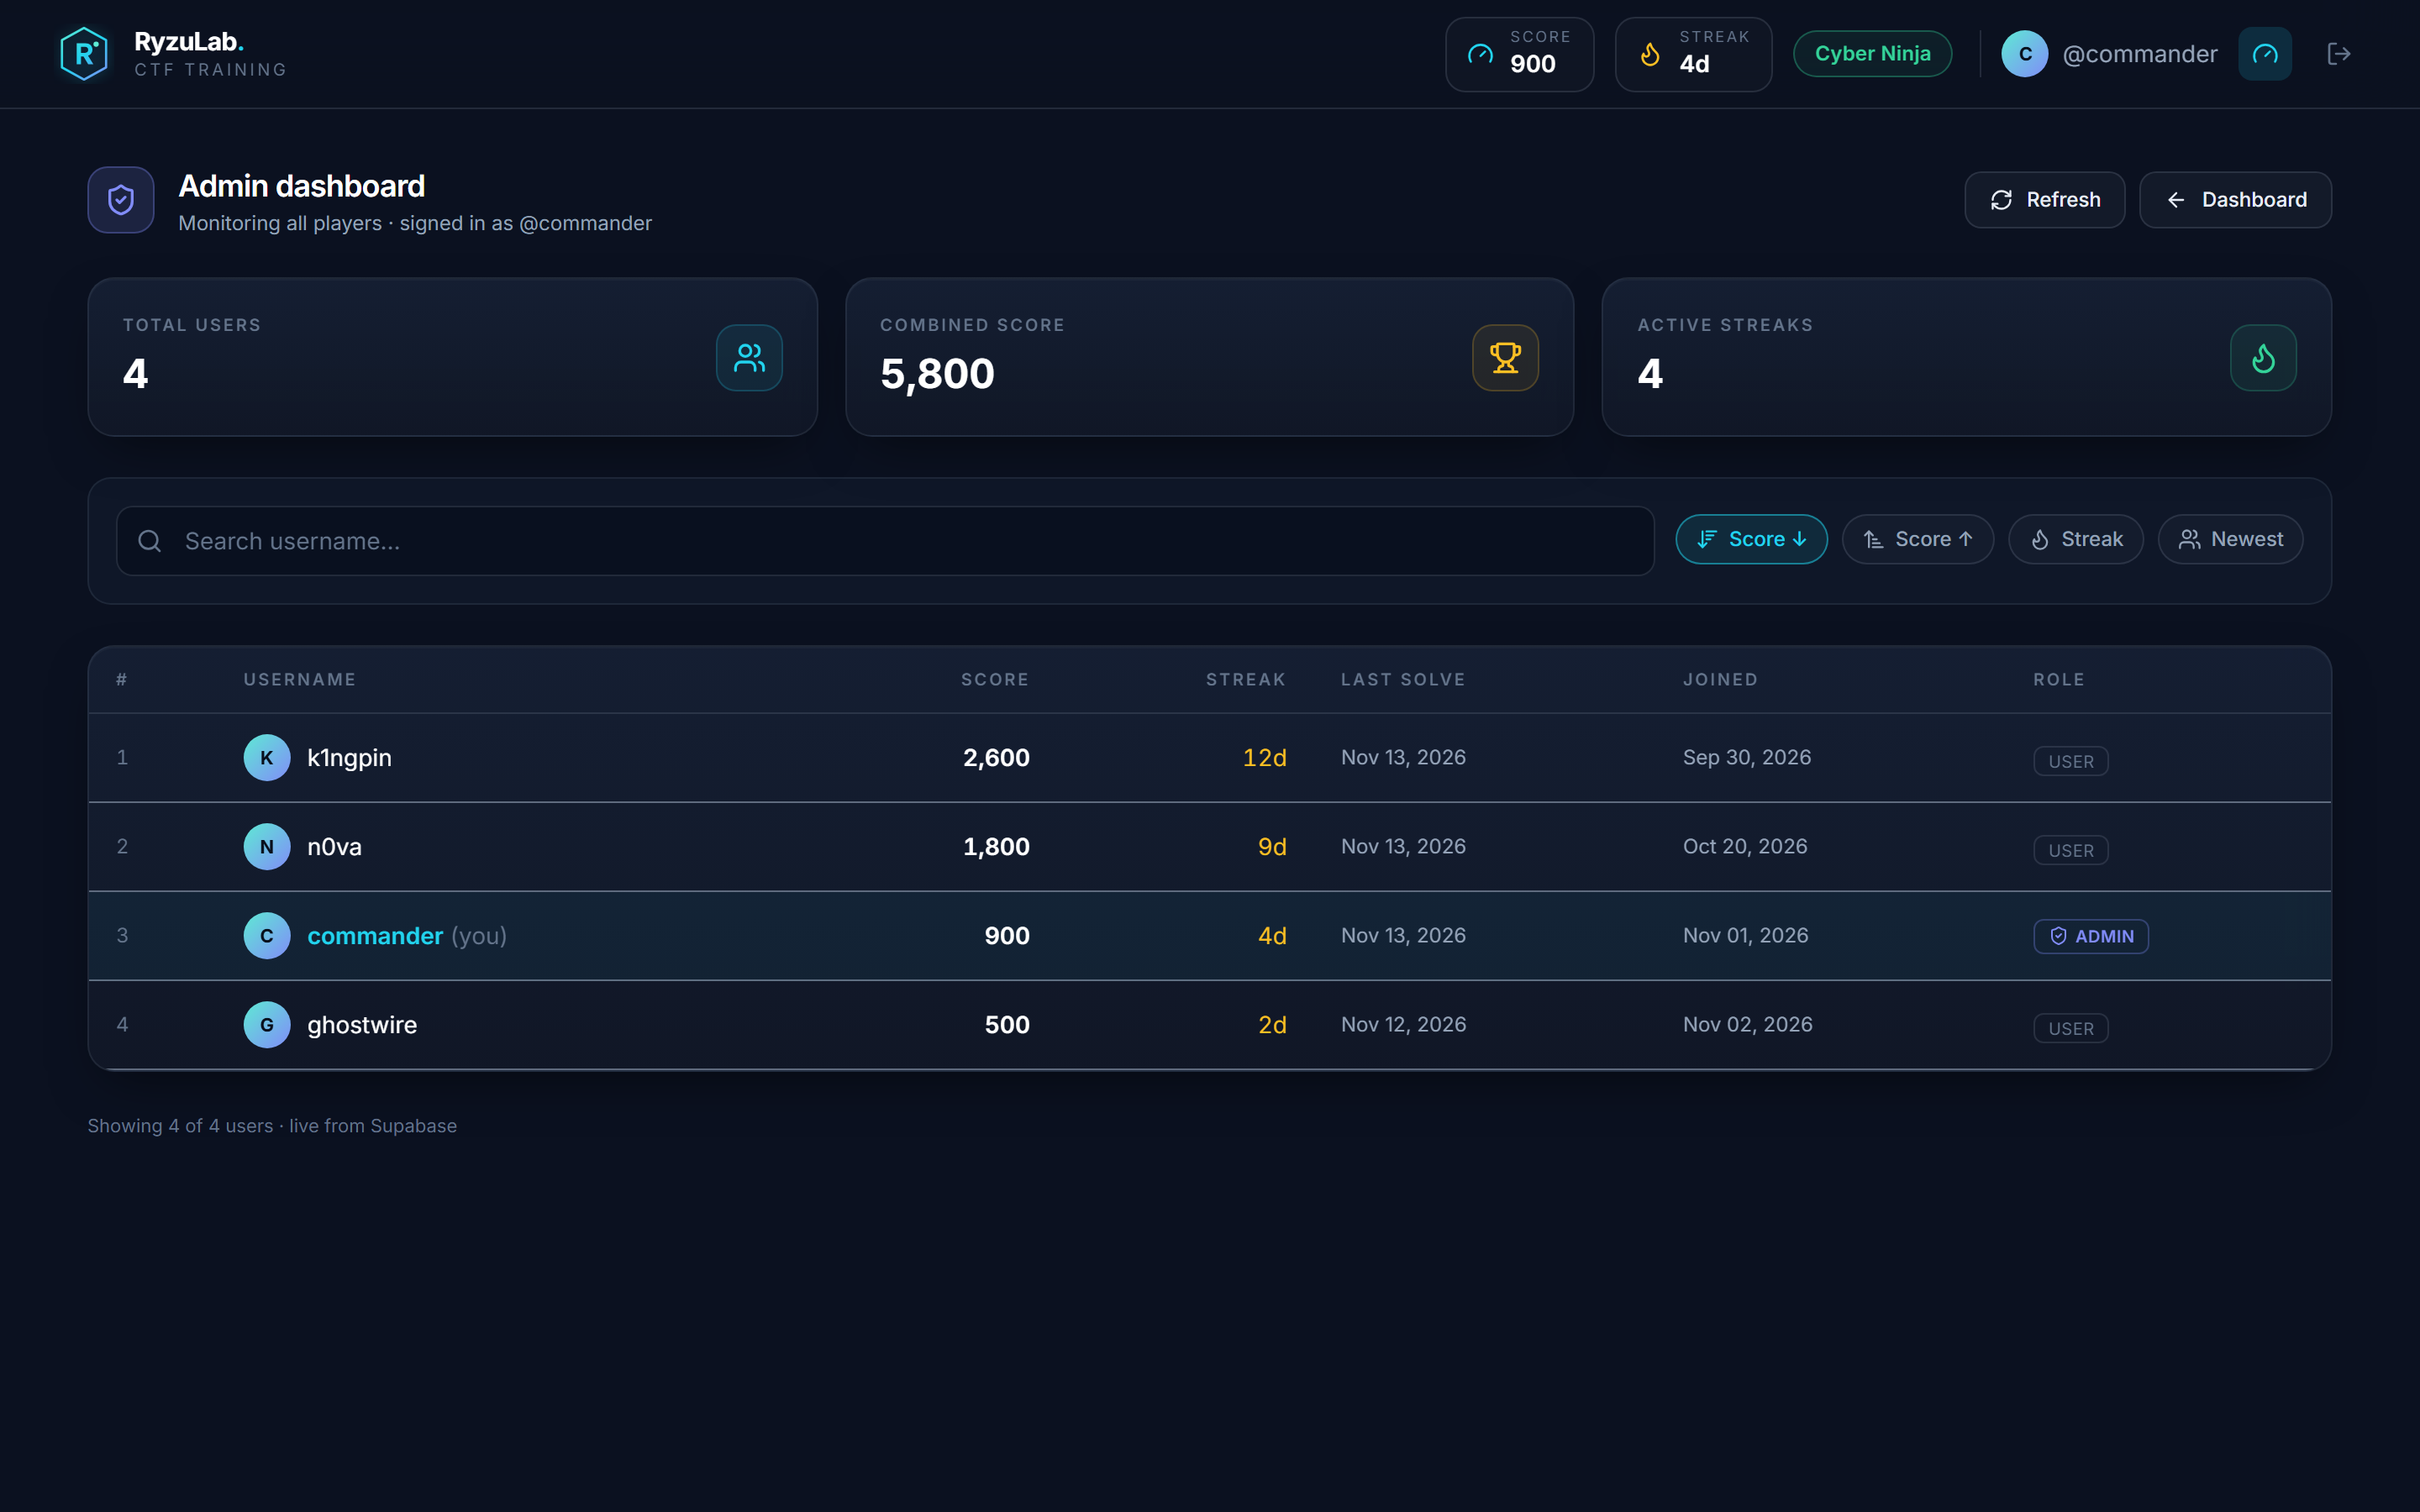 RyzuLab.
CTF TRAINING
SCORE
900
STREAK
4d
Cyber Ninja
C
@commander
Admin dashboard
Monitoring all players · signed in as @commander
Refresh
Dashboard
TOTAL USERS
4
COMBINED SCORE
5,800
ACTIVE STREAKS
4
Search username...
Score ↓
Score ↑
Streak
Newest
# USERNAME SCORE STREAK LAST SOLVE JOINED ROLE
1 K k1ngpin 2,600 12d Nov 13, 2026 Sep 30, 2026 USER
2 N n0va 1,800 9d Nov 13, 2026 Oct 20, 2026 USER
3 C commander (you) 900 4d Nov 13, 2026 Nov 01, 2026 ADMIN
4 G ghostwire 500 2d Nov 12, 2026 Nov 02, 2026 USER
Showing 4 of 4 users · live from Supabase